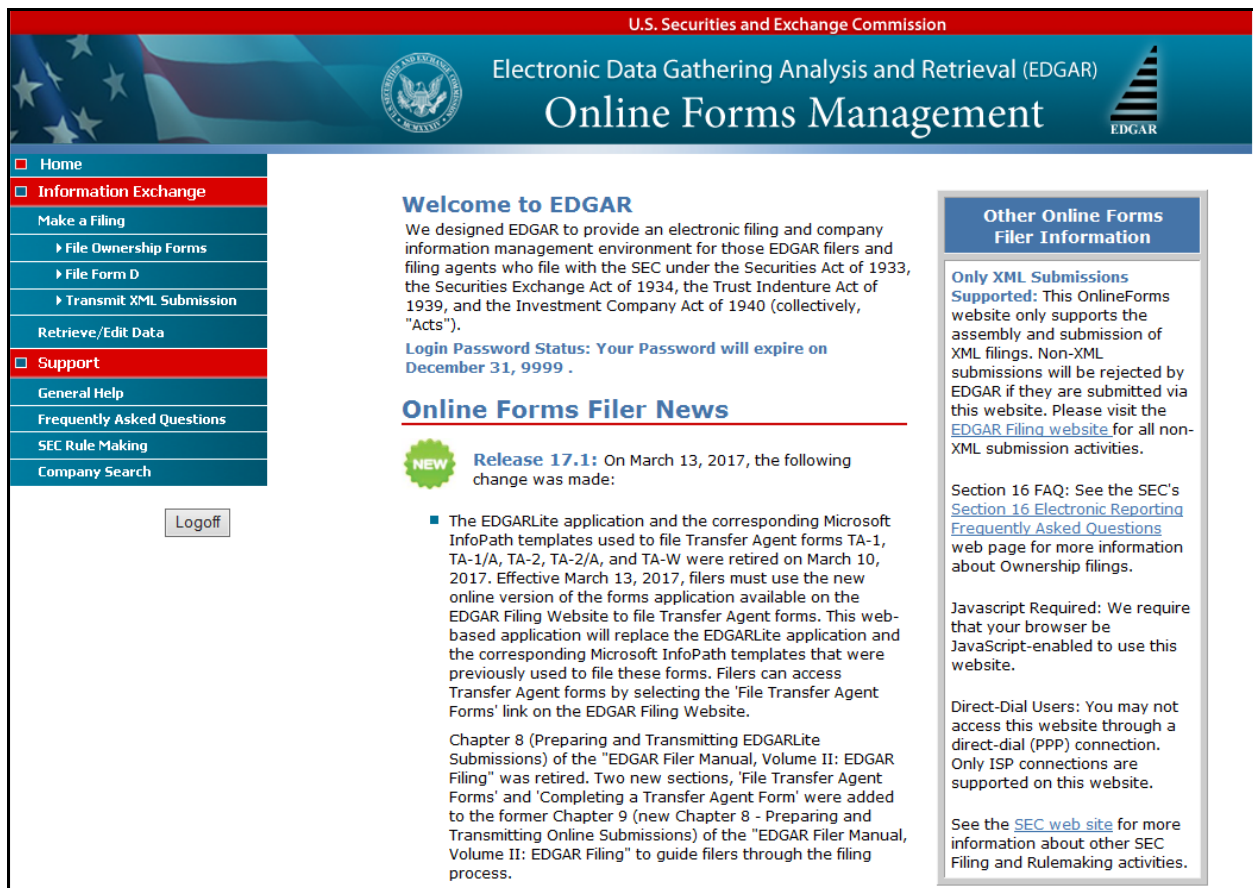 U.S. Securities and Exchange Commission
Electronic Data Gathering Analysis and Retrieval (EDGAR)
Online Forms Management
EDGAR
Home
Information Exchange
Make a Filing
File Ownership Forms
File Form D
Transmit XML Submission
Retrieve/Edit Data
Support
General Help
Frequently Asked Questions
SEC Rule Making
Company Search
Logoff
Welcome to EDGAR
We designed EDGAR to provide an electronic filing and company
information management environment for those EDGAR filers and
filing agents who file with the SEC under the Securities Act of 1933,
the Securities Exchange Act of 1934, the Trust Indenture Act of
1939, and the Investment Company Act of 1940 (collectively,
"Acts").
Login Password Status: Your Password will expire on
December 31, 9999 .
Online Forms Filer News
NEW
Release 17.1: On March 13, 2017, the following
change was made:
The EDGARLite application and the corresponding Microsoft
InfoPath templates used to file Transfer Agent forms TA-1,
TA-1/A, TA-2, TA-2/A, and TA-W were retired on March 10,
2017. Effective March 13, 2017, filers must use the new
online version of the forms application available on the
EDGAR Filing Website to file Transfer Agent forms. This web-
based application will replace the EDGARLite application and
the corresponding Microsoft InfoPath templates that were
previously used to file these forms. Filers can access
Transfer Agent forms by selecting the 'File Transfer Agent
Forms' link on the EDGAR Filing Website.
Chapter 8 (Preparing and Transmitting EDGARLite
Submissions) of the "EDGAR Filer Manual, Volume II: EDGAR
Filing" was retired. Two new sections, 'File Transfer Agent
Forms' and 'Completing a Transfer Agent Form' were added
to the former Chapter 9 (new Chapter 8 - Preparing and
Transmitting Online Submissions) of the "EDGAR Filer Manual,
Volume II: EDGAR Filing" to guide filers through the filing
process.
Other Online Forms
Filer Information
Only XML Submissions
Supported: This OnlineForms
website only supports the
assembly and submission of
XML filings. Non-XML
submissions will be rejected by
EDGAR if they are submitted via
this website. Please visit the
EDGAR Filing website for all non-
XML submission activities.
Section 16 FAQ: See the SEC's
Section 16 Electronic Reporting
Frequently Asked Questions
web page for more information
about Ownership filings.
Javascript Required: We require
that your browser be
JavaScript-enabled to use this
website.
Direct-Dial Users: You may not
access this website through a
direct-dial (PPP) connection.
Only ISP connections are
supported on this website.
See the SEC web site for more
information about other SEC
Filing and Rulemaking activities.